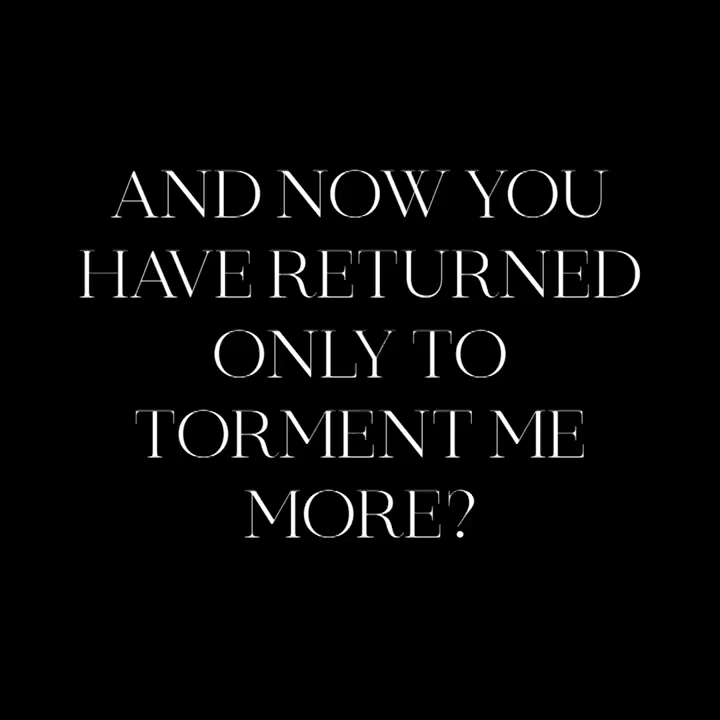 AND NOW YOU
HAVE RETURNED
ONLY TO
TORMENT ME
MORE?